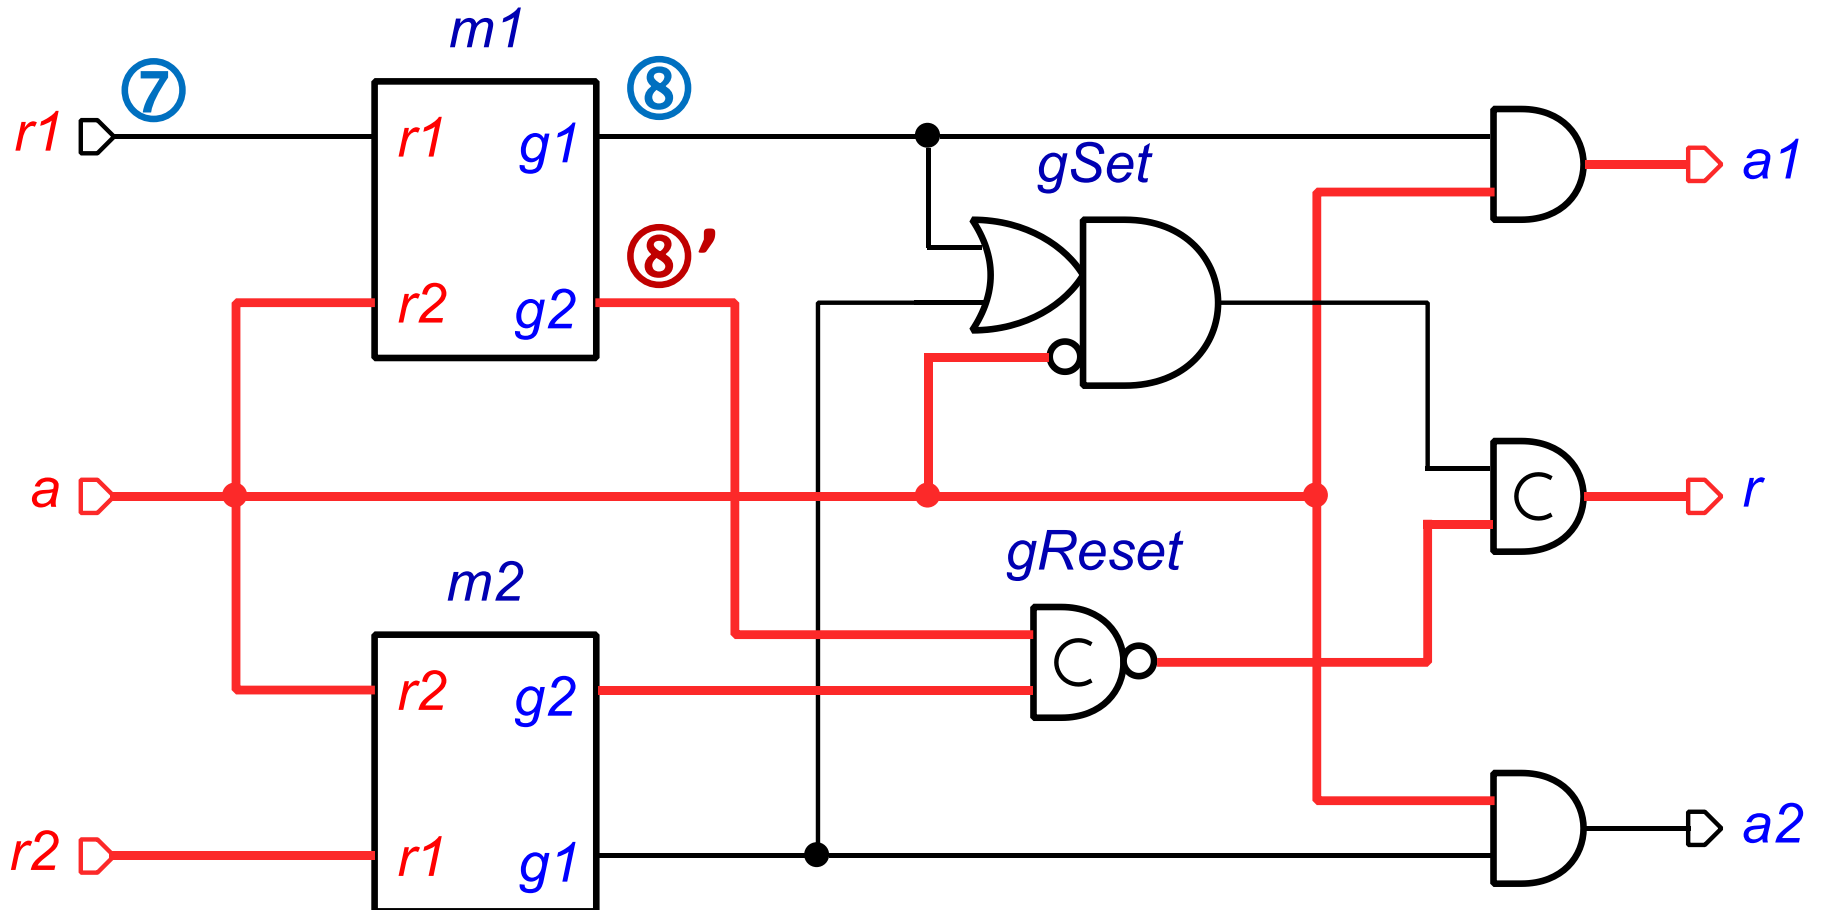 m1
⑦ ⑧
r1 r1 g1 a1
gSet
⑧’
r2 g2
a r
C
gReset
m2
C
r2 g2
a2
r2 r1 g1